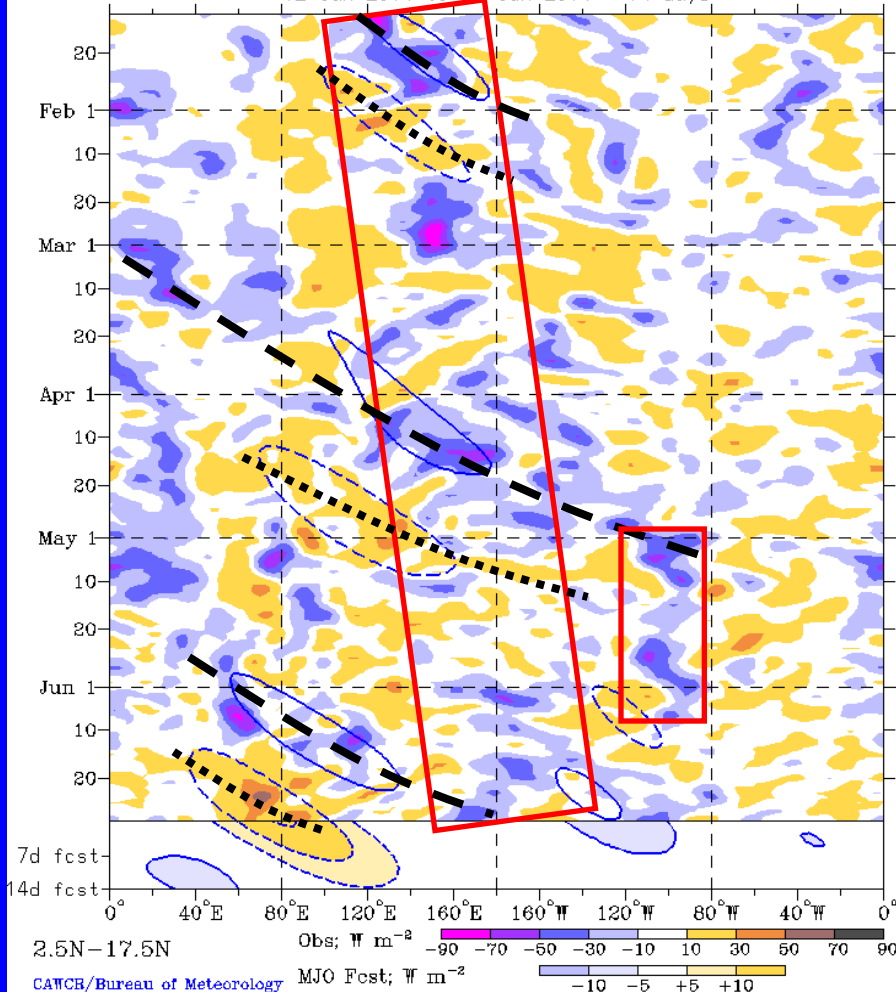 20
Feb 1
10
20
Mar 1
10
20
Apr 1
10
20
May 1
10
20
Jun 1
10
20
7d fcst
14d fcst
0° 40°E 80°E 120°E 160°E 160°W 120°W 80°W 40°W 0°
2.5N−17.5N
Obs; W m⁻²
−90 −70 −50 −30 −10 10 30 50 70 90
CAWCR/Bureau of Meteorology
MJO Fcst; W m⁻²
−10 −5 +5 +10